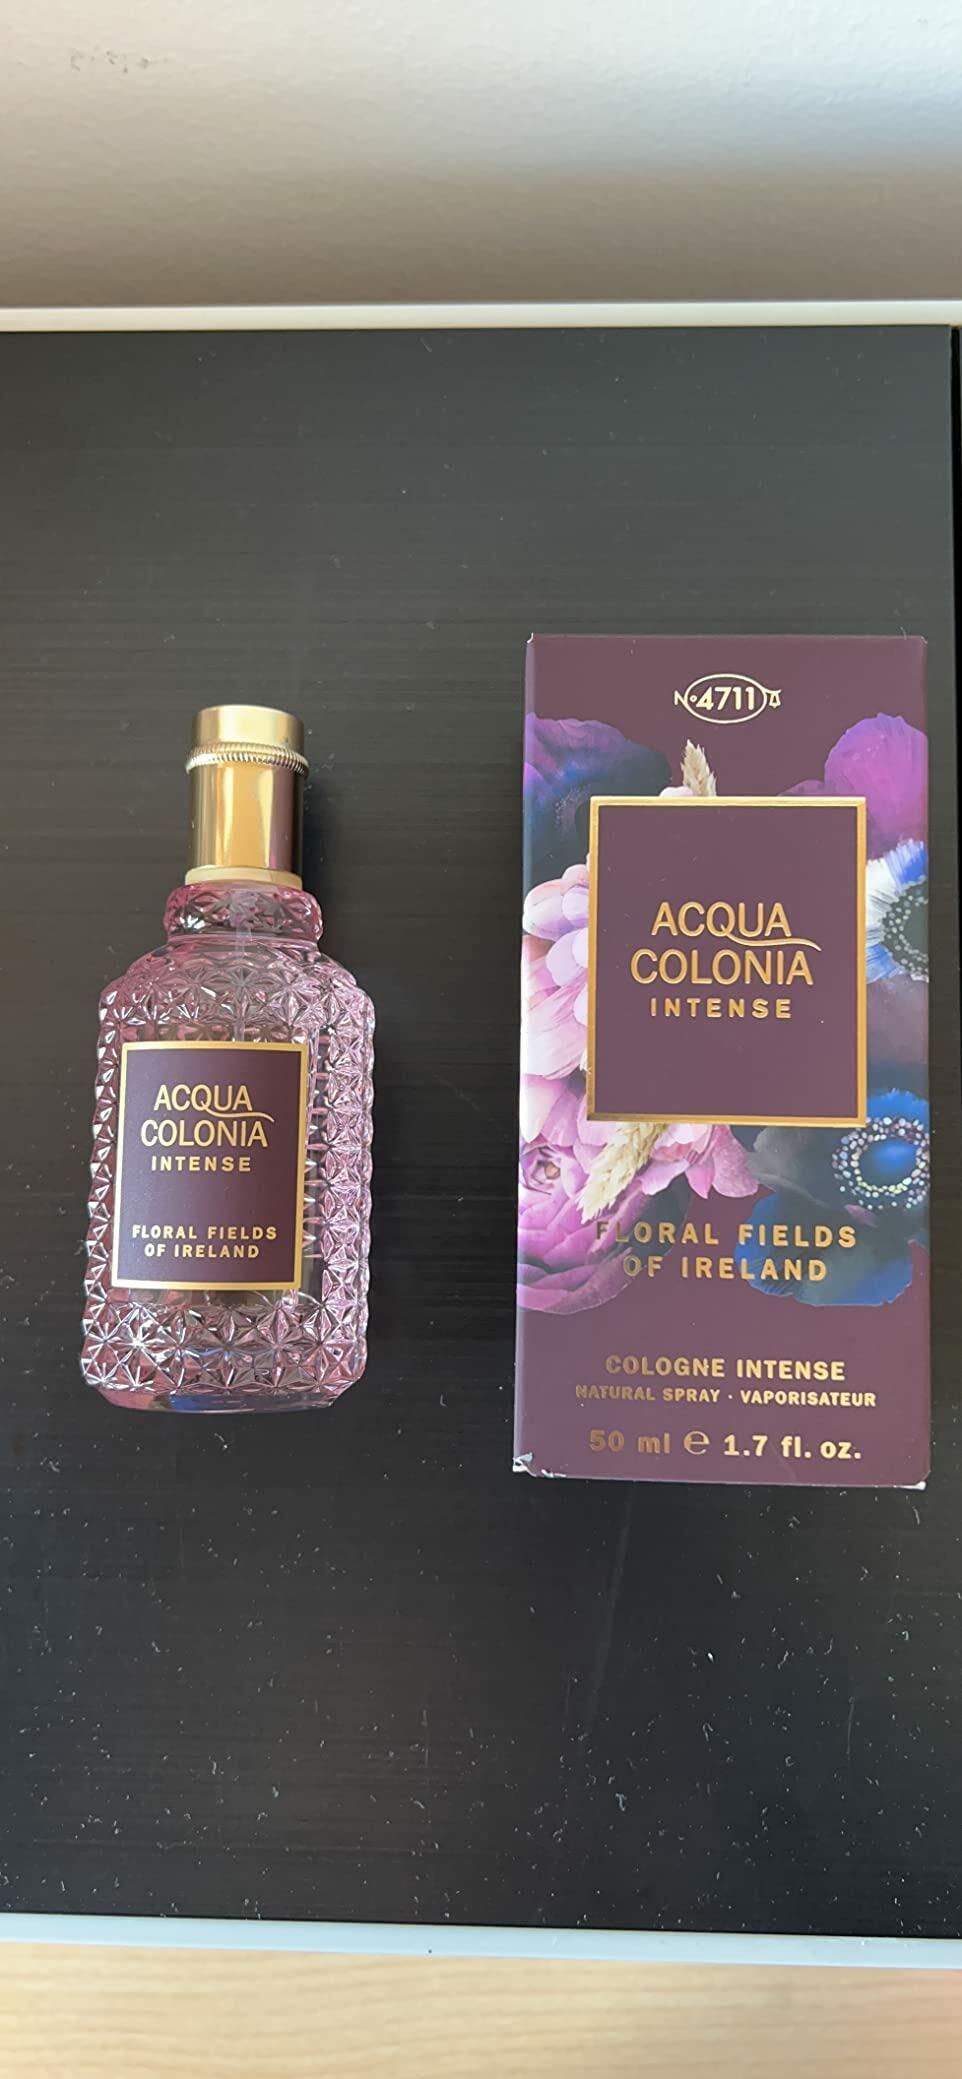 ACQUA
COLONIA
INTENSE
FLORAL FIELDS
OF IRELAND
Nº4711
ACQUA
COLONIA
INTENSE
FLORAL FIELDS
OF IRELAND
COLOGNE INTENSE
NATURAL SPRAY · VAPORISATEUR
50 ml ℮ 1.7 fl. oz.